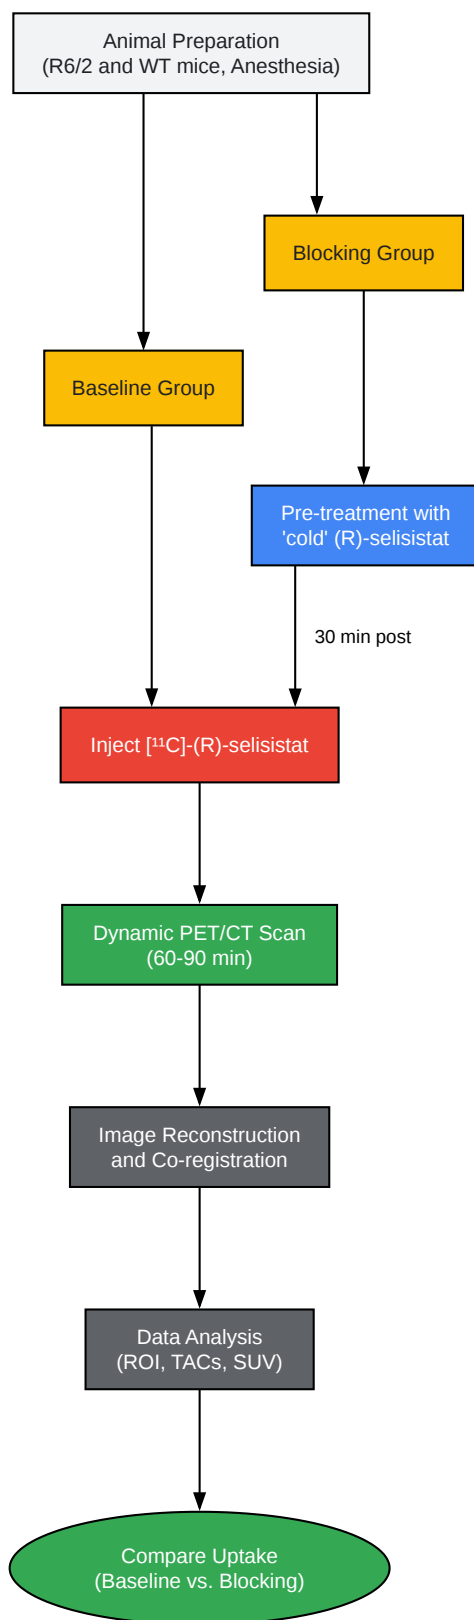 Animal Preparation
(R6/2 and WT mice, Anesthesia)
Blocking Group
Baseline Group
Pre-treatment with
'cold' (R)-selisistat
30 min post
Inject [¹¹C]-(R)-selisistat
Dynamic PET/CT Scan
(60-90 min)
Image Reconstruction
and Co-registration
Data Analysis
(ROI, TACs, SUV)
Compare Uptake
(Baseline vs. Blocking)